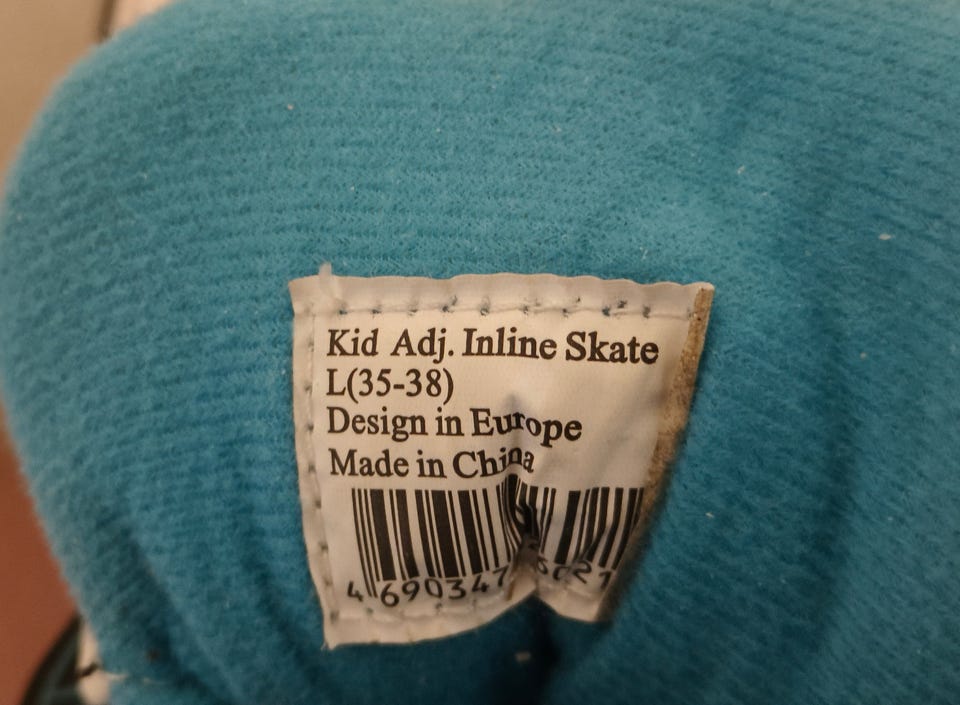 Kid Adj. Inline Skate
L(35-38)
Design in Europe
Made in China
4 690347